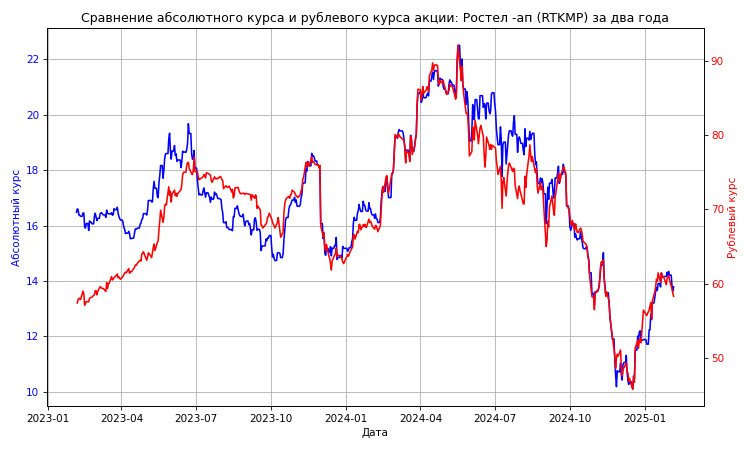 Сравнение абсолютного курса и рублевого курса акции: Ростел -ап (RTKMP) за два года
Абсолютный курс
22
20
18
16
14
12
10
90
80
70
60
50
Рублевый курс
2023-01 2023-04 2023-07 2023-10 2024-01 2024-04 2024-07 2024-10 2025-01
Дата